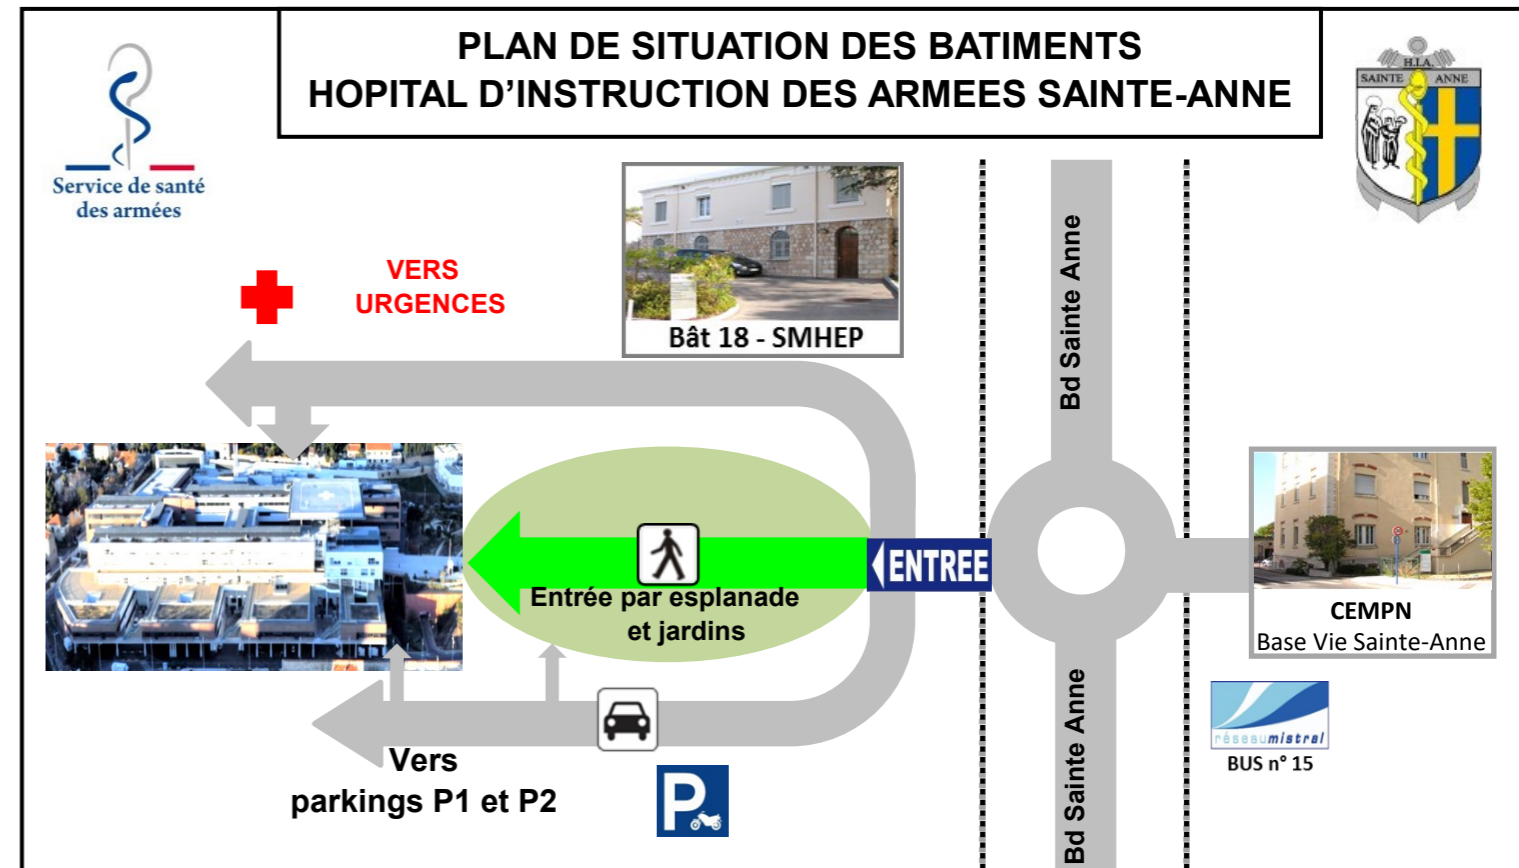 PLAN DE SITUATION DES BATIMENTS
HOPITAL D’INSTRUCTION DES ARMEES SAINTE-ANNE
Service de santé
des armées
H.I.A.
SAINTE ANNE
VERS
URGENCES
Bât 18 - SMHEP
Bd Sainte Anne
ENTREE
Entrée par esplanade
et jardins
CEMPN
Base Vie Sainte-Anne
réseaumistral
BUS n° 15
Bd Sainte Anne
Vers
parkings P1 et P2
P